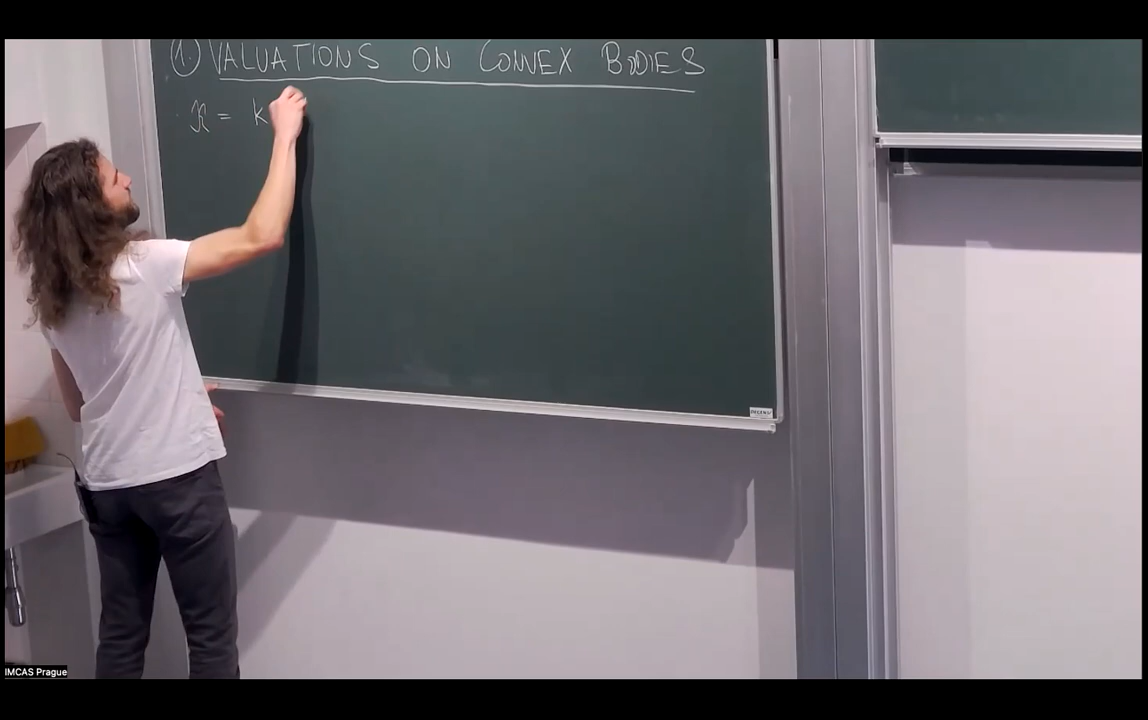 1. VALUATIONS ON CONVEX BODIES
𝒦 = K
IMCAS Prague